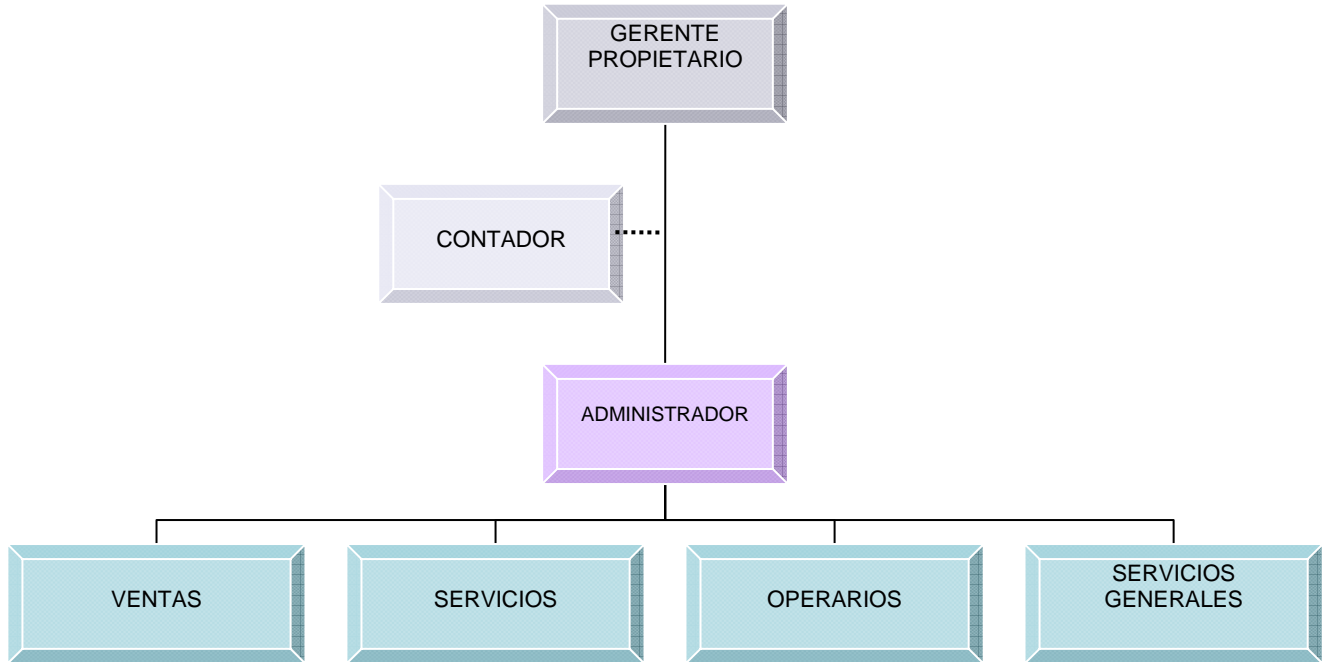 GERENTE
PROPIETARIO
CONTADOR
ADMINISTRADOR
VENTAS
SERVICIOS
OPERARIOS
SERVICIOS
GENERALES